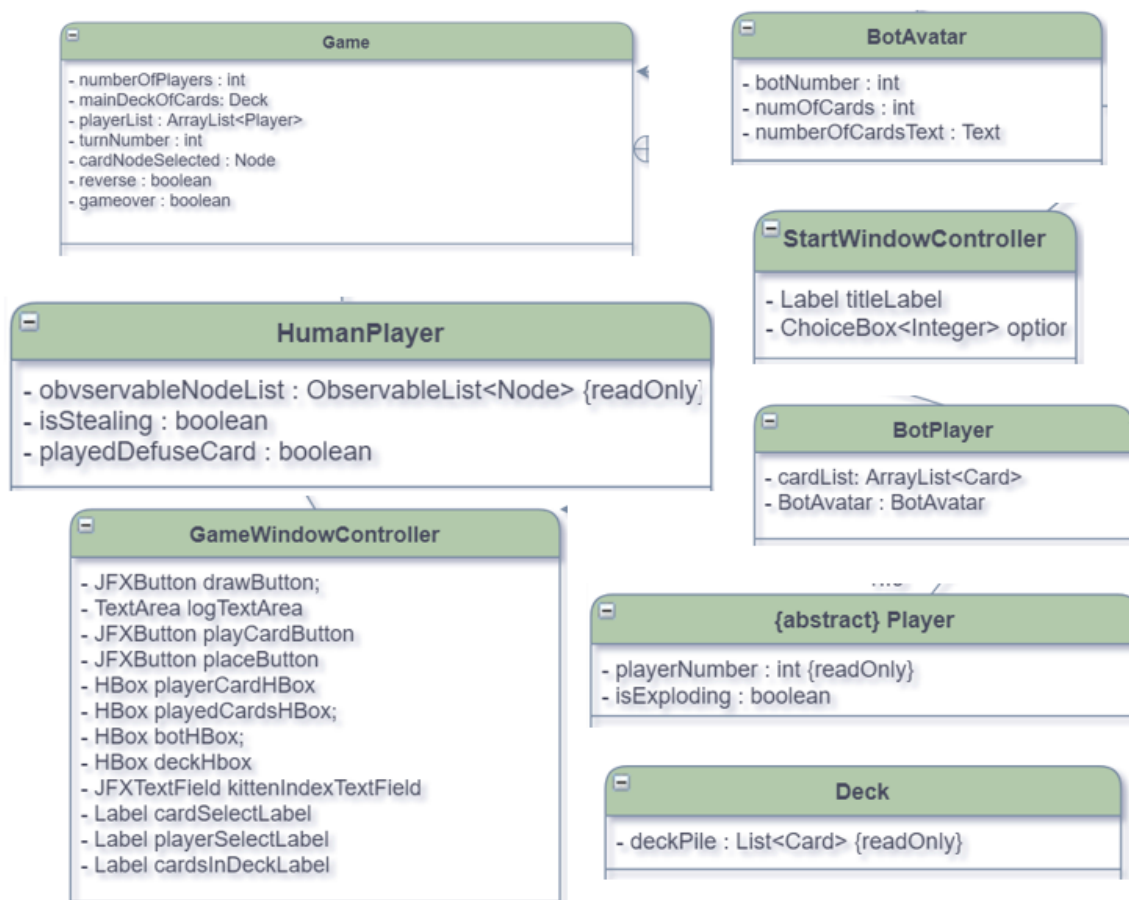 Game
- numberOfPlayers : int
- mainDeckOfCards: Deck
- playerList : ArrayList<Player>
- turnNumber : int
- cardNodeSelected : Node
- reverse : boolean
- gameover : boolean
BotAvatar
- botNumber : int
- numOfCards : int
- numberOfCardsText : Text
StartWindowController
- Label titleLabel
- ChoiceBox<Integer> option
HumanPlayer
- obvservableNodeList : ObservableList<Node> {readOnly}
- isStealing : boolean
- playedDefuseCard : boolean
BotPlayer
- cardList: ArrayList<Card>
- BotAvatar : BotAvatar
GameWindowController
- JFXButton drawButton;
- TextArea logTextArea
- JFXButton playCardButton
- JFXButton placeButton
- HBox playerCardHBox
- HBox playedCardsHBox;
- HBox botHBox;
- HBox deckHbox
- JFXTextField kittenIndexTextField
- Label cardSelectLabel
- Label playerSelectLabel
- Label cardsInDeckLabel
{abstract} Player
- playerNumber : int {readOnly}
- isExploding : boolean
Deck
- deckPile : List<Card> {readOnly}